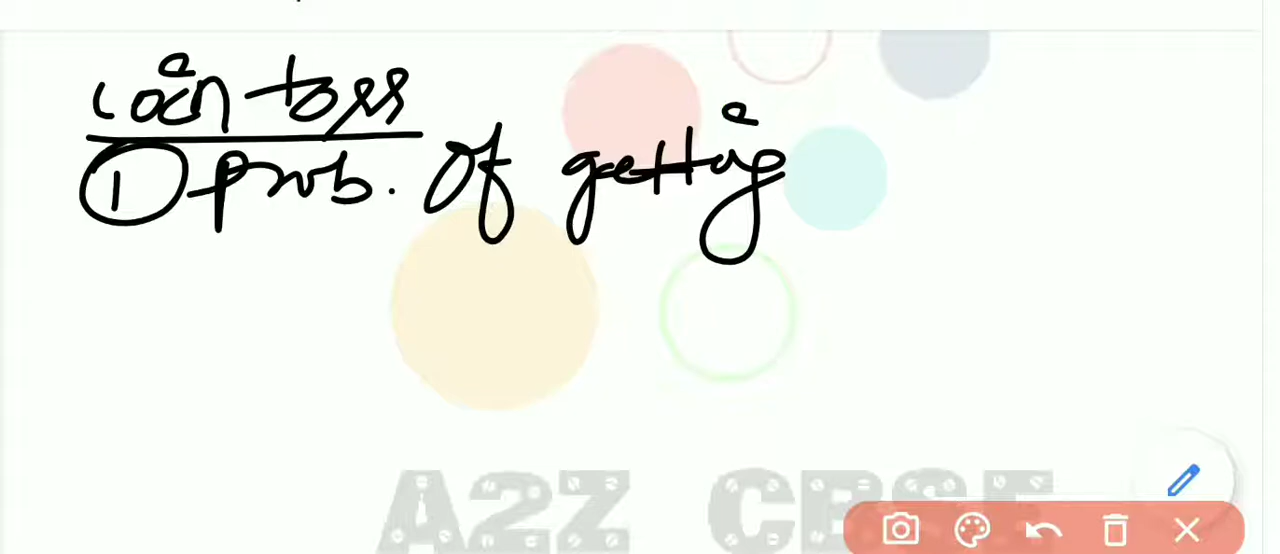 coin toss
① prob. of getting
A2Z CBSE